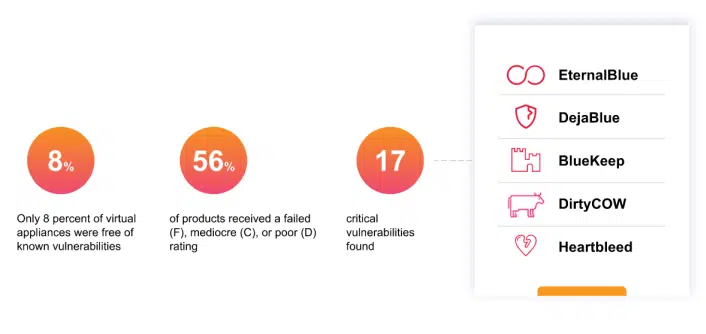 8%
Only 8 percent of virtual
appliances were free of
known vulnerabilities
56%
of products received a failed
(F), mediocre (C), or poor (D)
rating
17
critical
vulnerabilities
found
EternalBlue
DejaBlue
BlueKeep
DirtyCOW
Heartbleed